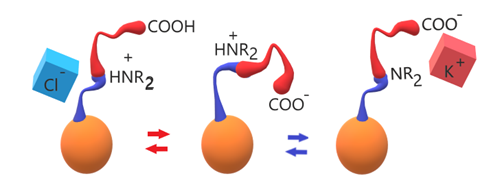 COOH
+
HNR2
Cl-
+
HNR2
COO-
COO-
NR2
K+